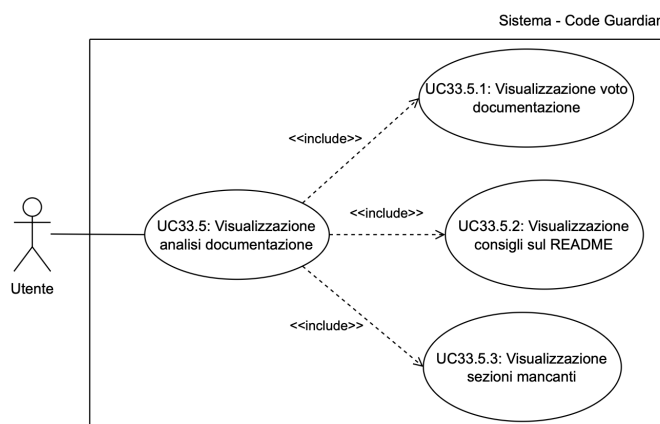 Sistema - Code Guardian
UC33.5.1: Visualizzazione voto
documentazione
<<include>>
UC33.5: Visualizzazione
analisi documentazione
<<include>>
UC33.5.2: Visualizzazione
consigli sul README
Utente
<<include>>
UC33.5.3: Visualizzazione
sezioni mancanti